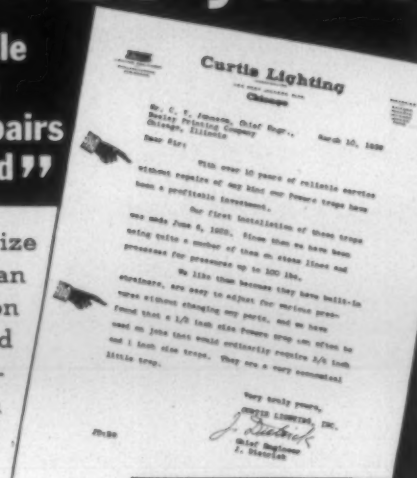 le
pairs
d”
ize
an
on
d
Curtis Lighting
Chicago
March 10, 1938
Mr. C. V. Johnson, Chief Engr.,
Printing Company
Chicago, Illinois
Dear Sir:
With over 10 years of reliable service
without repairs of any kind our traps have
been a profitable investment.
Our first installation of these traps
was made June 6, Since then we have been
using quite a number of them on steam lines and
processes for pressures up to 100 lbs.
We like them because they have built-in
strainers, are easy to adjust for various pres-
sures without changing any parts, and we have
found that a 1/2 inch size trap can often be
used on jobs that would ordinarily require 3/4 inch
and 1 inch size traps. They are a very economical
little trap.
Very truly yours,
CURTIS LIGHTING, INC.
J. Dietrich
Chief Engineer
J. Dietrich